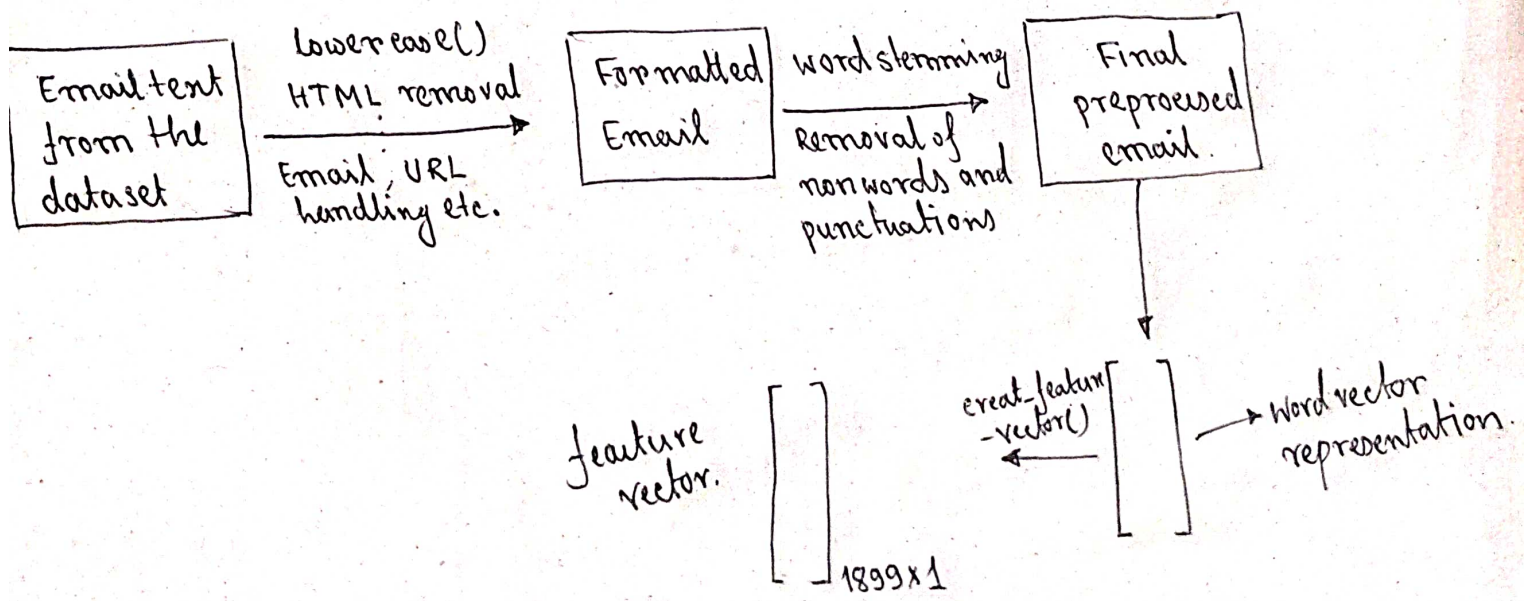 Email text
from the
dataset
lowercase()
HTML removal
Email, URL
handling etc.
Formatted
Email
word stemming
Removal of
nonwords and
punctuations
Final
preprocessed
email.
feature
vector.
1899x1
creat_feature
-vector()
Word vector
representation.